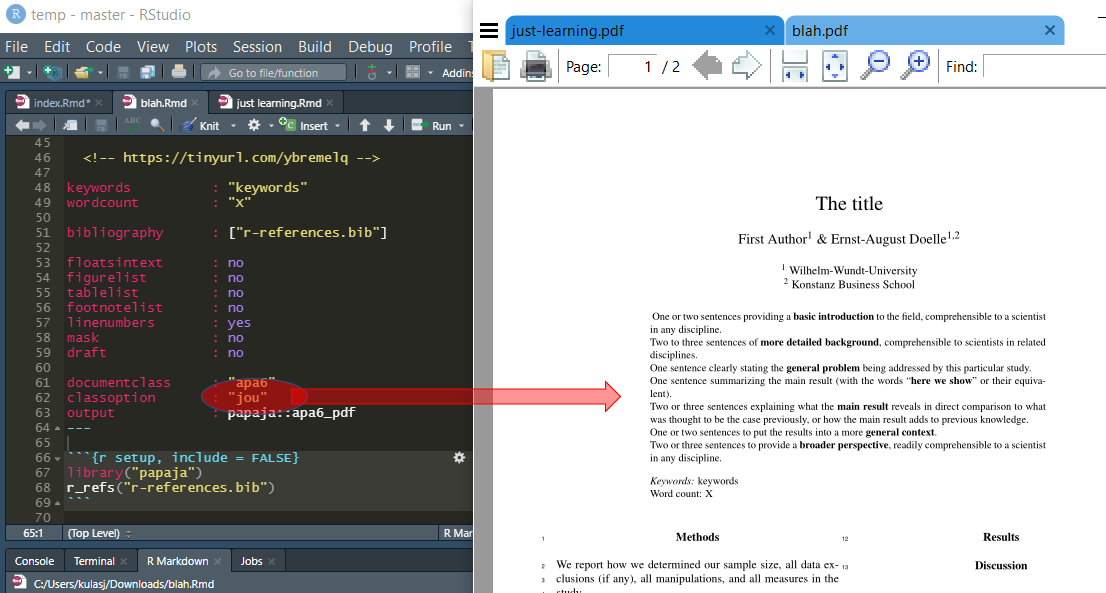 temp - master - RStudio
File Edit Code View Plots Session Build Debug Profile
Go to file/function
Addins
index.Rmd* blah.Rmd just learning.Rmd
ABC Knit Insert Run
45
46 <!-- https://tinyurl.com/ybremelq -->
47
48 keywords : "keywords"
49 wordcount : "X"
50
51 bibliography : ["r-references.bib"]
52
53 floatsintext : no
54 figurelist : no
55 tablelist : no
56 footnotelist : no
57 linenumbers : yes
58 mask : no
59 draft : no
60
61 documentclass : "apa6"
62 classoption : "jou"
63 output : papaja::apa6_pdf
64 ---
65
66 ```{r setup, include = FALSE}
67 library("papaja")
68 r_refs("r-references.bib")
69 ```
70
65:1 (Top Level) R Mar
Console Terminal R Markdown Jobs
C:/Users/kulasj/Downloads/blah.Rmd
just-learning.pdf blah.pdf
Page: 1 / 2 Find:
The title
First Author1 & Ernst-August Doelle1,2
1 Wilhelm-Wundt-University
2 Konstanz Business School
One or two sentences providing a basic introduction to the field, comprehensible to a scientist
in any discipline.
Two to three sentences of more detailed background, comprehensible to scientists in related
disciplines.
One sentence clearly stating the general problem being addressed by this particular study.
One sentence summarizing the main result (with the words “here we show” or their equiva-
lent).
Two or three sentences explaining what the main result reveals in direct comparison to what
was thought to be the case previously, or how the main result adds to previous knowledge.
One or two sentences to put the results into a more general context.
Two or three sentences to provide a broader perspective, readily comprehensible to a scientist
in any discipline.
Keywords: keywords
Word count: X
1 Methods
2 We report how we determined our sample size, all data ex-
3 clusions (if any), all manipulations, and all measures in the
study.
12 Results
13 Discussion